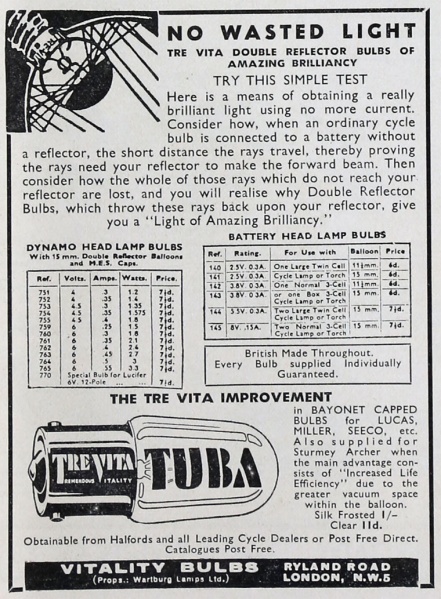 NO WASTED LIGHT
TRE VITA DOUBLE REFLECTOR BULBS OF
AMAZING BRILLIANCY
TRY THIS SIMPLE TEST
Here is a means of obtaining a really
brilliant light using no more current.
Consider how, when an ordinary cycle
bulb is connected to a battery without
a reflector, the short distance the rays travel, thereby proving
the rays need your reflector to make the forward beam. Then
consider how the whole of those rays which do not reach your
reflector are lost, and you will realise why Double Reflector
Bulbs, which throw these rays back upon your reflector, give
you a "Light of Amazing Brilliancy."
DYNAMO HEAD LAMP BULBS
With 15 mm. Double Reflector Balloons
and M.E.S. Caps.
Ref. Volts. Amps. Watts. Price.
751 4 .3 1.2 7½d.
752 4 .35 1.4 7½d.
753 4.5 .3 1.35 7½d.
754 4.5 .35 1.575 7½d.
755 4.5 .4 1.8 7½d.
759 6 .25 1.5 7½d.
760 6 .3 1.8 7½d.
761 6 .35 2.1 7½d.
762 6 .4 2.4 7½d.
763 6 .45 2.7 7½d.
764 6 .5 3 7½d.
765 6 .55 3.3 7½d.
770 Special Bulb for Lucifer
6V. 12-Pole ... ... 7½d.
BATTERY HEAD LAMP BULBS
Ref. Rating. For Use with Balloon Price
140 2.5V. 0.3A. One Large Twin Cell 11½mm. 6d.
141 2.5V. 0.3A. Cycle Lamp or Torch 15 mm. 6d.
142 3.8V. 0.3A. One Normal 3-Cell 11½mm. 6d.
143 3.8V. 0.3A. or one Box 3-Cell 15 mm. 6d.
Cycle Lamp or Torch
144 5.5V. 0.3A. Two Large Twin Cell 15 mm. 7½d.
Cycle Lamp or Torch
145 8V. .15A. Two Normal 3-Cell 15 mm. 7½d.
Cycle Lamp or Torch
British Made Throughout.
Every Bulb supplied Individually
Guaranteed.
THE TRE VITA IMPROVEMENT
TRE VITA
TREMENDOUS VITALITY
TUBA
in BAYONET CAPPED
BULBS for LUCAS,
MILLER, SEECO, etc.
Also supplied for
Sturmey Archer when
the main advantage con-
sists of "Increased Life
Efficiency" due to the
greater vacuum space
within the balloon.
Silk Frosted 1/–
Clear 11d.
Obtainable from Halfords and all Leading Cycle Dealers or Post Free Direct.
Catalogues Post Free.
VITALITY BULBS
(Props.: Wartburg Lamps Ltd.)
RYLAND ROAD
LONDON, N.W.5